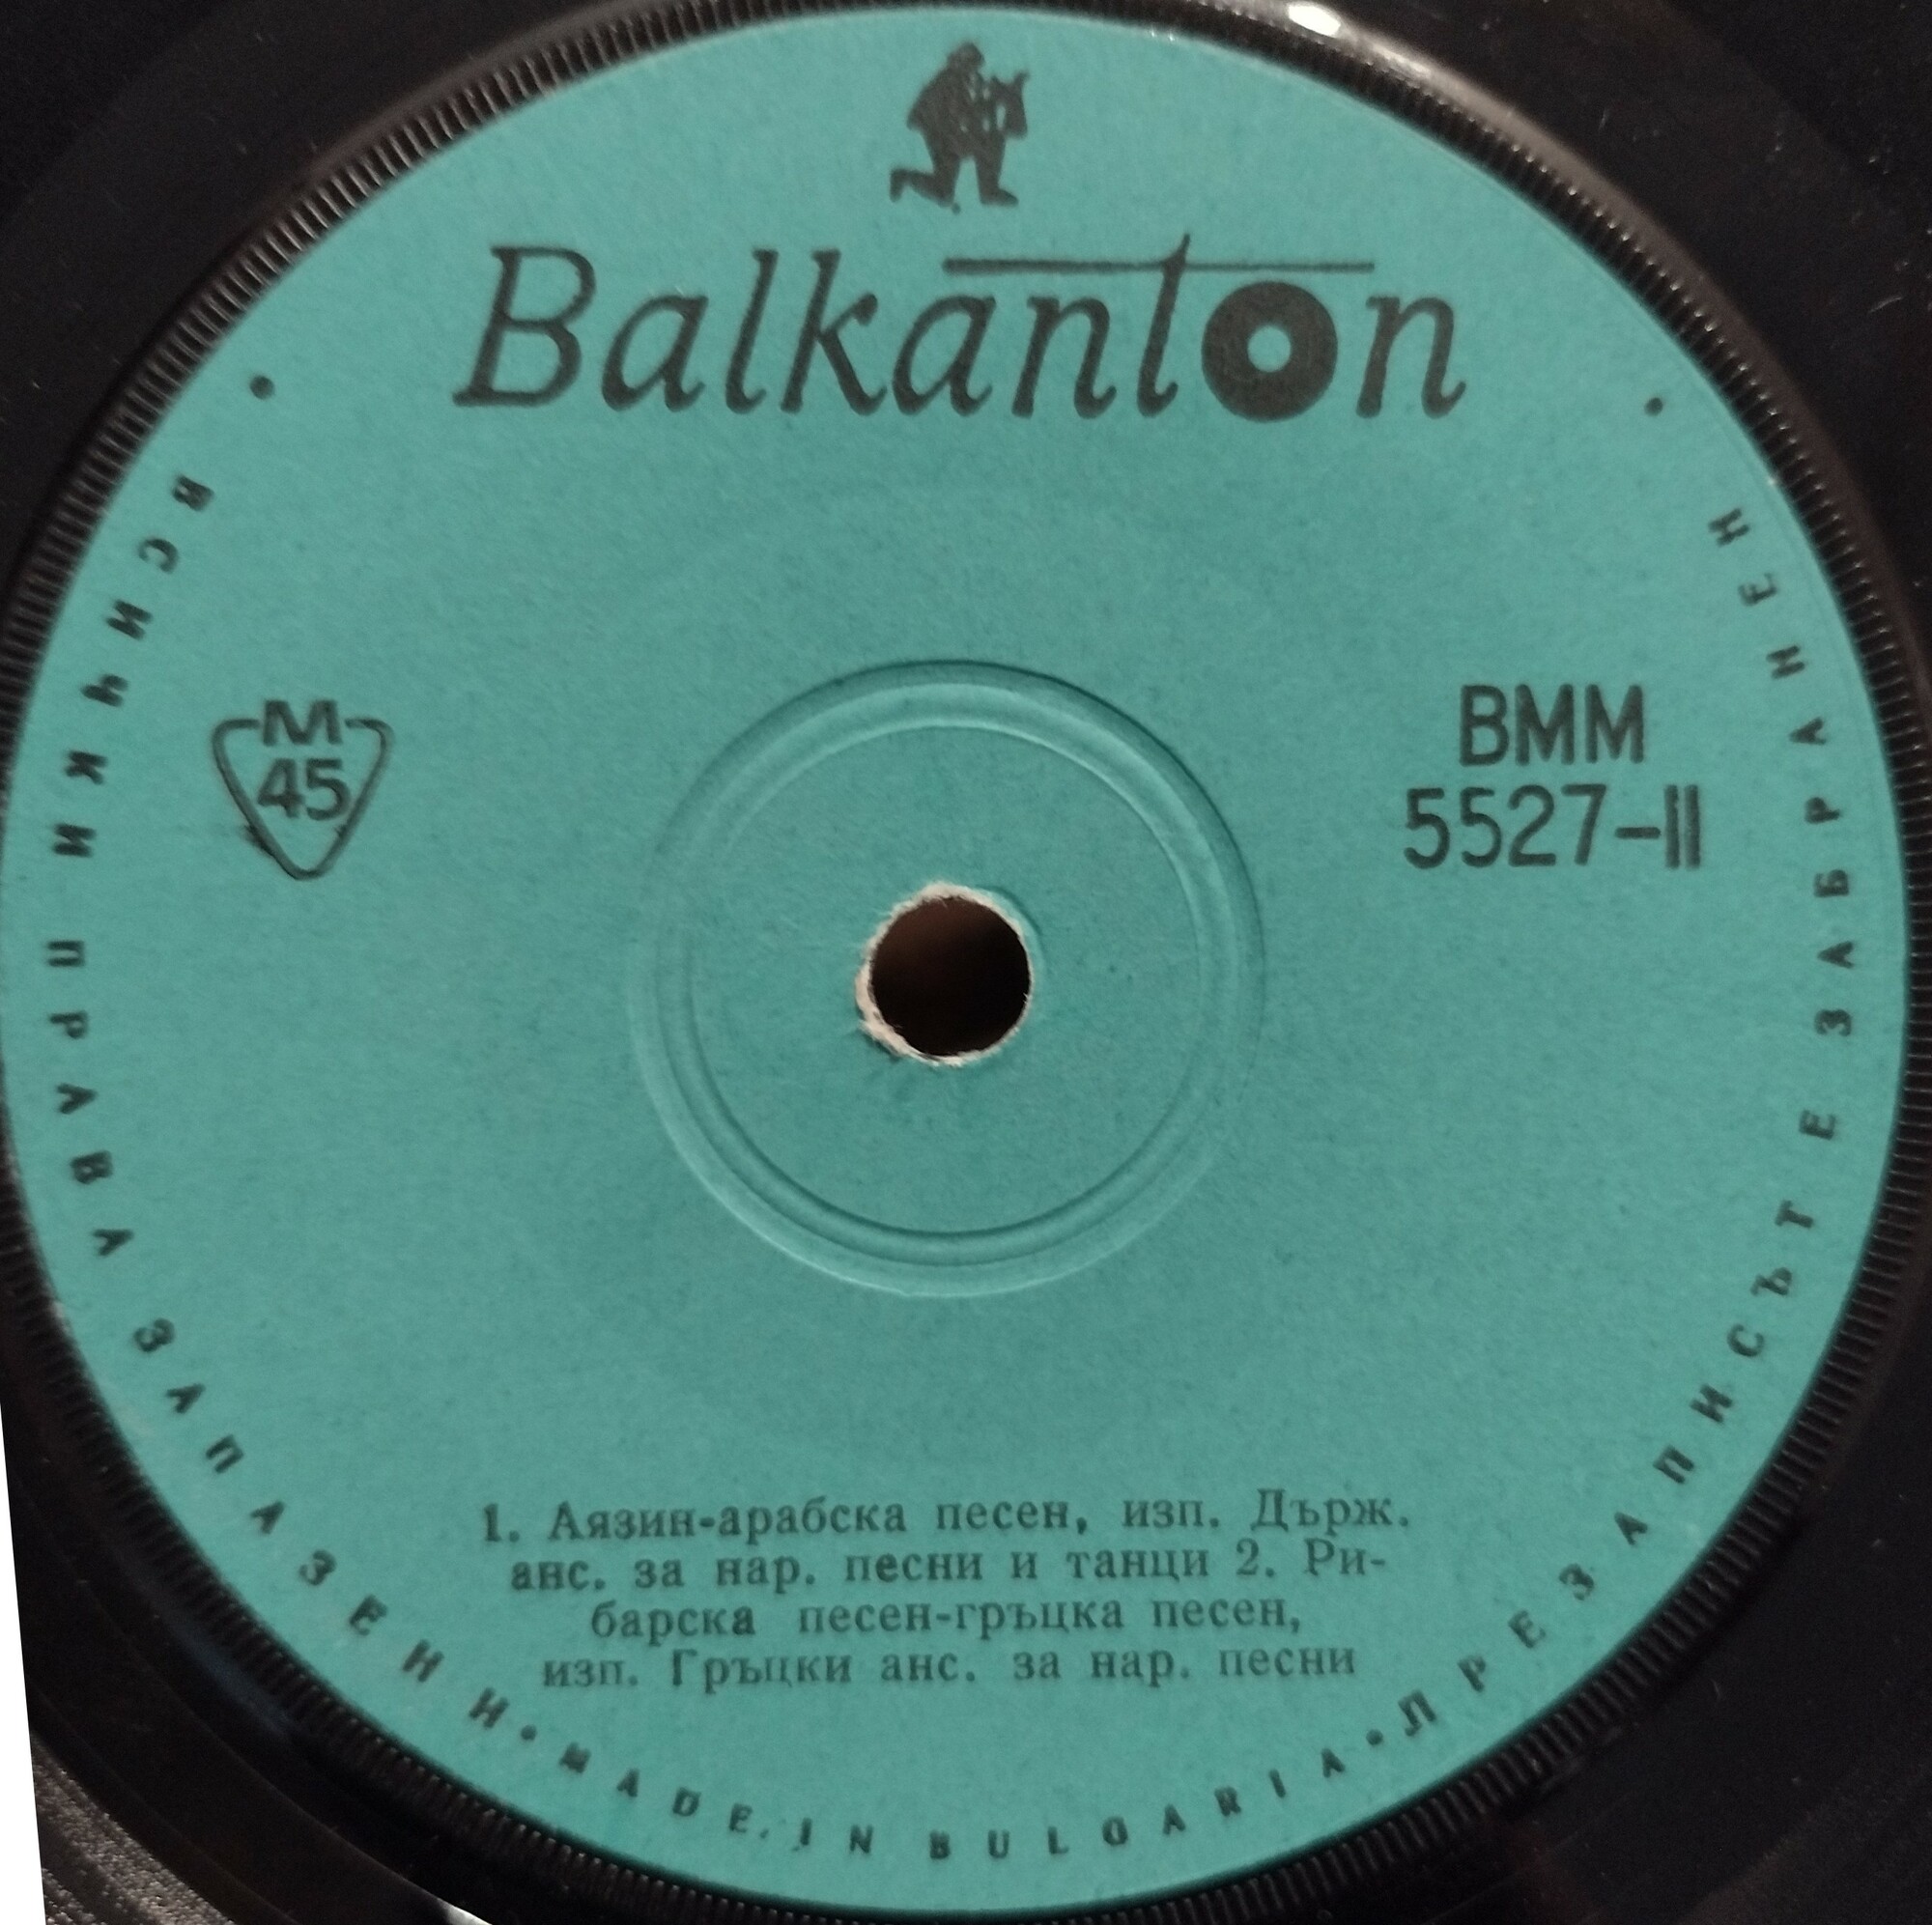 Balkanton
M
45
BMM
5527-II
1. Аязин-арабска песен, изп. Държ.
анс. за нар. песни и танци 2. Ри-
барска песен-гръцка песен,
изп. Гръцки анс. за нар. песни
• ВСИЧКИ ПРАВА ЗАПАЗЕНИ • MADE IN BULGARIA • ПРЕЗАПИСЪТ Е ЗАБРАНЕН •